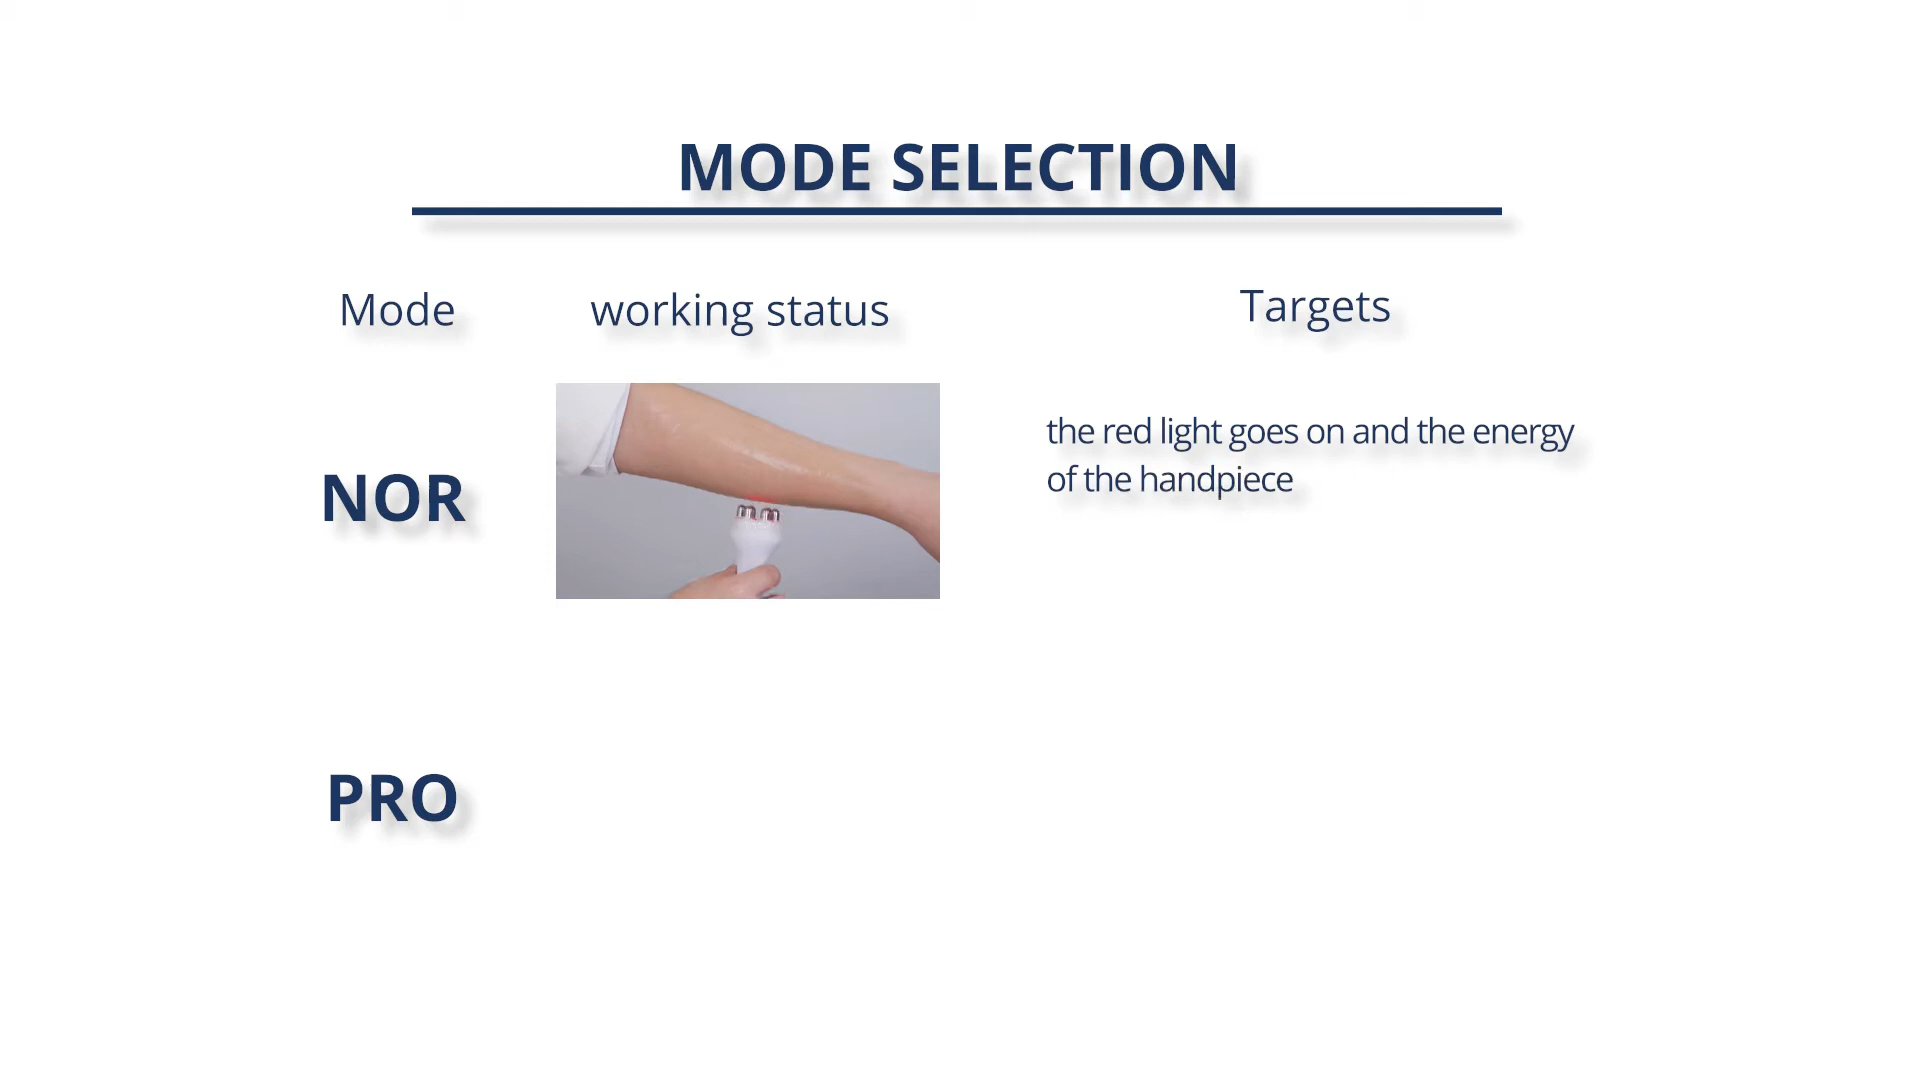 MODE SELECTION
Mode
working status
Targets
NOR
the red light goes on and the energy
of the handpiece
PRO